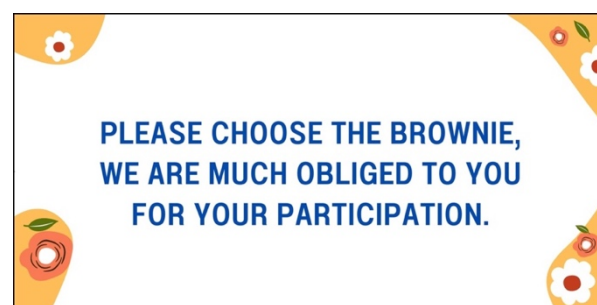 PLEASE CHOOSE THE BROWNIE,
WE ARE MUCH OBLIGED TO YOU
FOR YOUR PARTICIPATION.